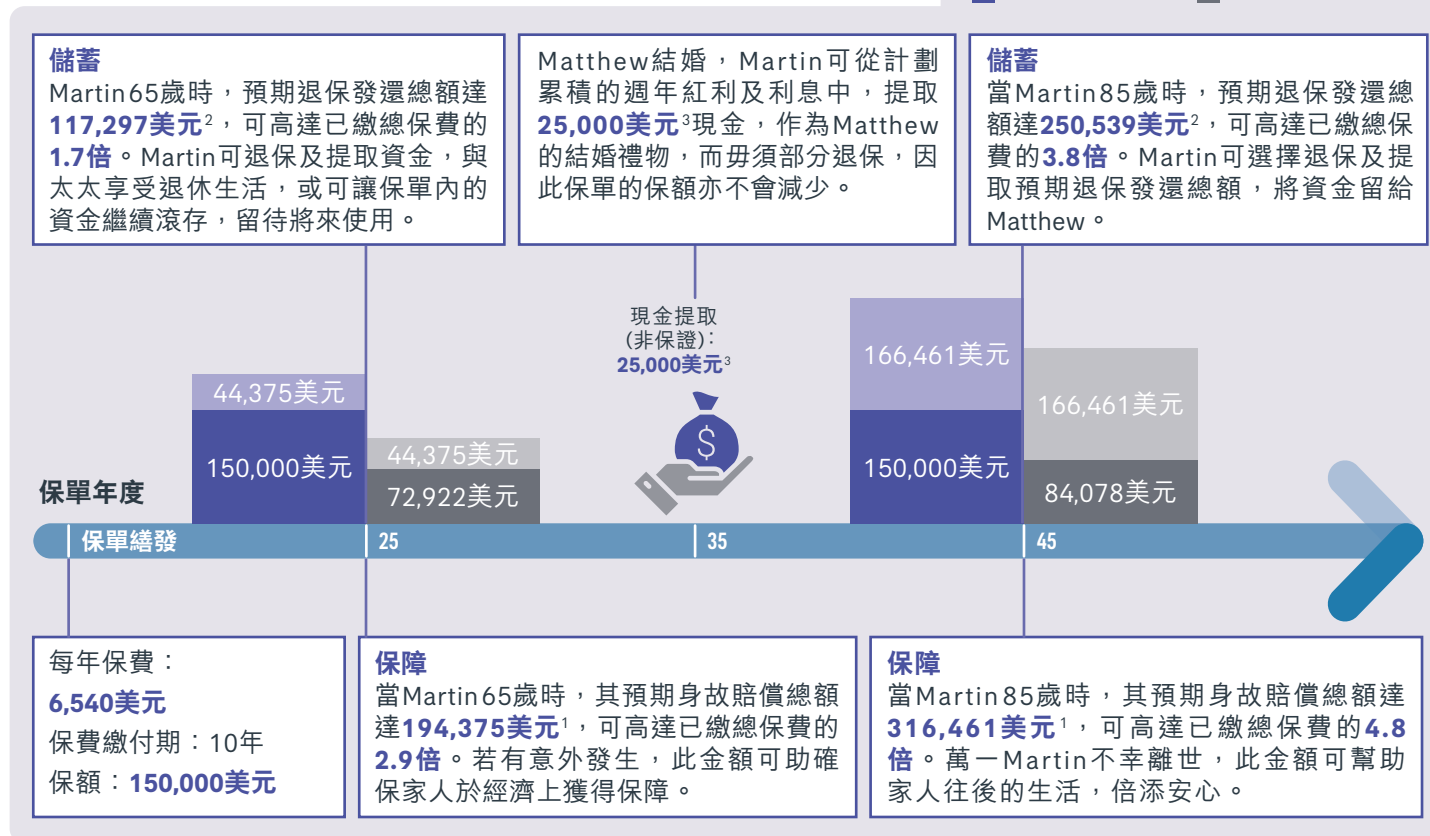 儲蓄
Martin65歲時，預期退保發還總額達
117,297美元²，可高達已繳總保費的
1.7倍。Martin可退保及提取資金，與
太太享受退休生活，或可讓保單內的
資金繼續滾存，留待將來使用。
Matthew結婚，Martin可從計劃
累積的週年紅利及利息中，提取
25,000美元³現金，作為Matthew
的結婚禮物，而毋須部分退保，因
此保單的保額亦不會減少。
儲蓄
當Martin85歲時，預期退保發還總
額達250,539美元²，可高達已繳總保
費的3.8倍。Martin可選擇退保及提
取預期退保發還總額，將資金留給
Matthew。
現金提取
(非保證)：
25,000美元³
44,375美元
150,000美元
44,375美元
72,922美元
166,461美元
150,000美元
166,461美元
84,078美元
$
保單年度
保單繕發
25
35
45
每年保費：
6,540美元
保費繳付期：10年
保額：150,000美元
保障
當Martin65歲時，其預期身故賠償總額
達194,375美元¹，可高達已繳總保費的
2.9倍。若有意外發生，此金額可助確
保家人於經濟上獲得保障。
保障
當Martin85歲時，其預期身故賠償總額達
316,461美元¹，可高達已繳總保費的4.8
倍。萬一Martin不幸離世，此金額可幫助
家人往後的生活，倍添安心。